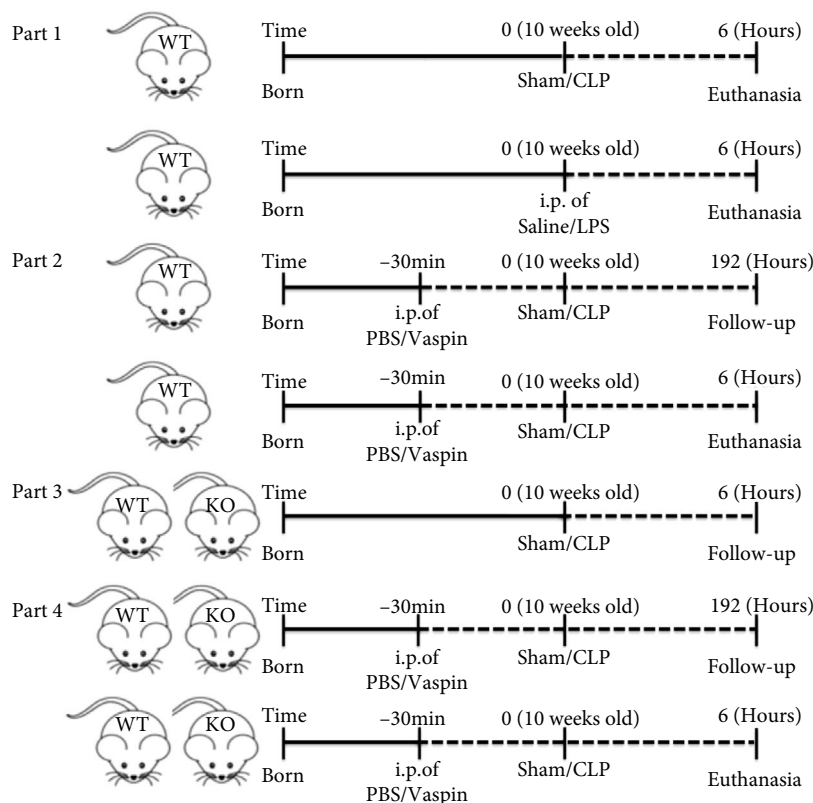 Part 1
WT
Time 0 (10 weeks old) 6 (Hours)
Born Sham/CLP Euthanasia
WT
Time 0 (10 weeks old) 6 (Hours)
Born i.p. of Euthanasia
Saline/LPS
Part 2
WT
Time –30min 0 (10 weeks old) 192 (Hours)
Born i.p.of Sham/CLP Follow-up
PBS/Vaspin
WT
Time –30min 0 (10 weeks old) 6 (Hours)
Born i.p.of Sham/CLP Euthanasia
PBS/Vaspin
Part 3
WT KO
Time 0 (10 weeks old) 6 (Hours)
Born Sham/CLP Follow-up
Part 4
WT KO
Time –30min 0 (10 weeks old) 192 (Hours)
Born i.p.of Sham/CLP Follow-up
PBS/Vaspin
WT KO
Time –30min 0 (10 weeks old) 6 (Hours)
Born i.p.of Sham/CLP Euthanasia
PBS/Vaspin